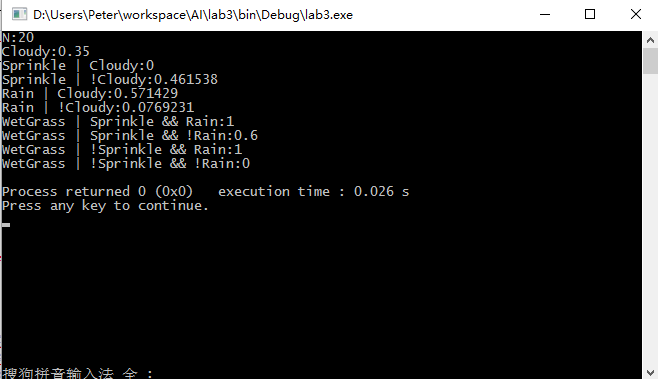 D:\Users\Peter\workspace\AI\lab3\bin\Debug\lab3.exe
N:20
Cloudy:0.35
Sprinkle | Cloudy:0
Sprinkle | !Cloudy:0.461538
Rain | Cloudy:0.571429
Rain | !Cloudy:0.0769231
WetGrass | Sprinkle && Rain:1
WetGrass | Sprinkle && !Rain:0.6
WetGrass | !Sprinkle && Rain:1
WetGrass | !Sprinkle && !Rain:0
Process returned 0 (0x0)   execution time : 0.026 s
Press any key to continue.
搜狗拼音输入法 全 :